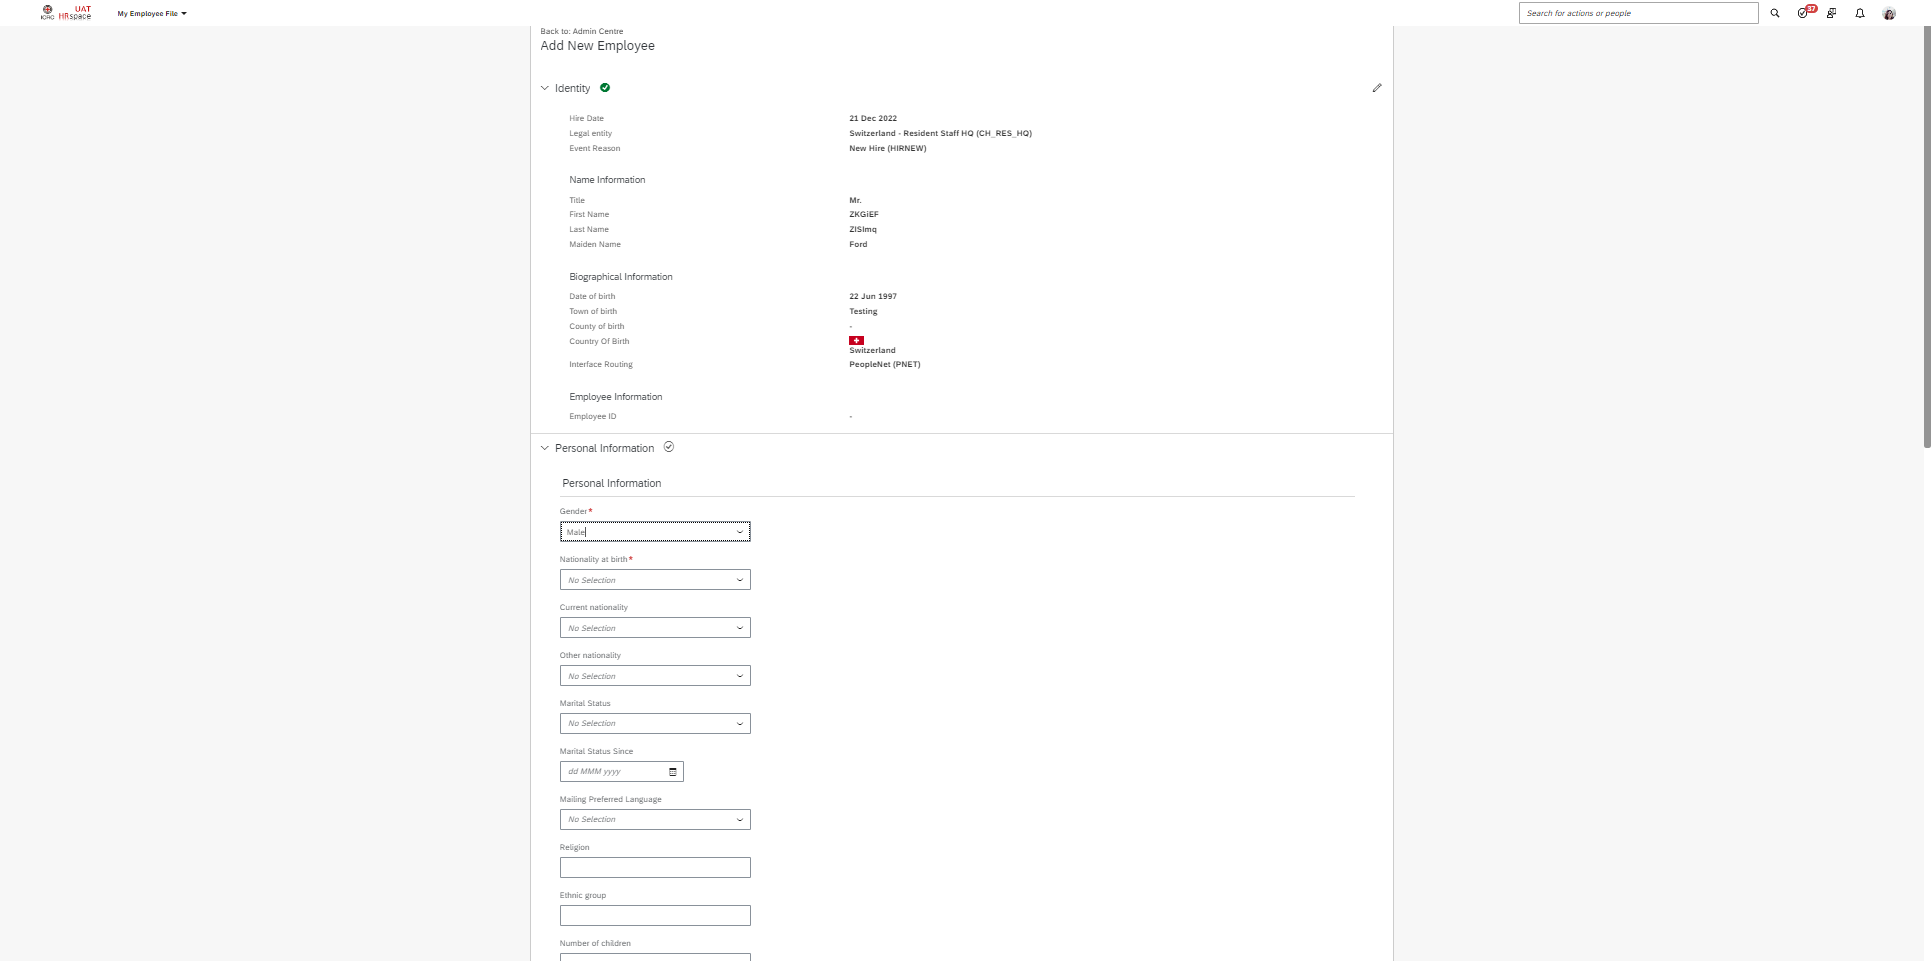 ICRC UAT HRspace My Employee File Search for actions or people 37
Back to: Admin Centre
Add New Employee
Identity
Hire Date 21 Dec 2022
Legal entity Switzerland - Resident Staff HQ (CH_RES_HQ)
Event Reason New Hire (HIRNEW)
Name Information
Title Mr.
First Name ZKGiEF
Last Name ZISlmq
Maiden Name Ford
Biographical Information
Date of birth 22 Jun 1997
Town of birth Testing
County of birth -
Country Of Birth
Switzerland
Interface Routing PeopleNet (PNET)
Employee Information
Employee ID -
Personal Information
Personal Information
Gender*
Male
Nationality at birth*
No Selection
Current nationality
No Selection
Other nationality
No Selection
Marital Status
No Selection
Marital Status Since
dd MMM yyyy
Mailing Preferred Language
No Selection
Religion
Ethnic group
Number of children